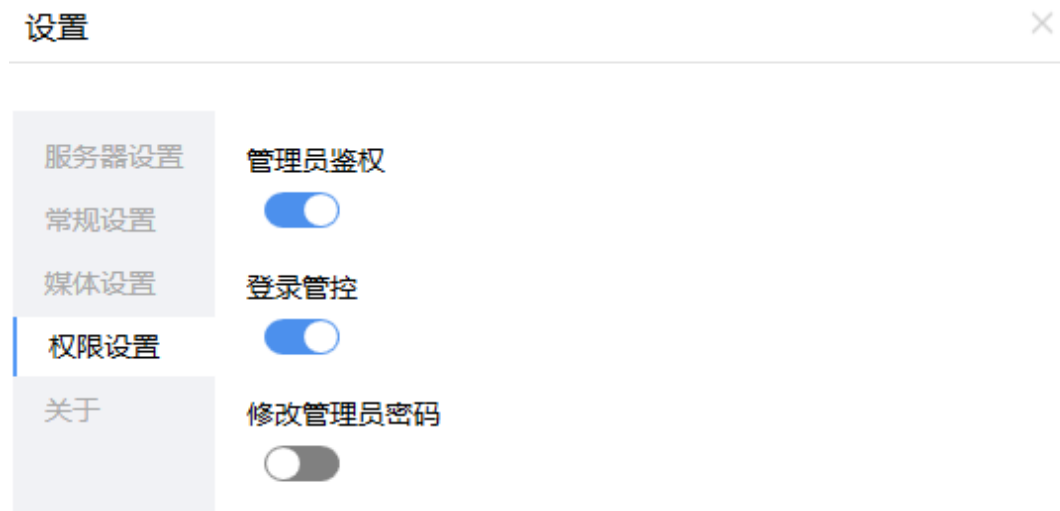 设置
服务器设置
常规设置
媒体设置
权限设置
关于
管理员鉴权
登录管控
修改管理员密码